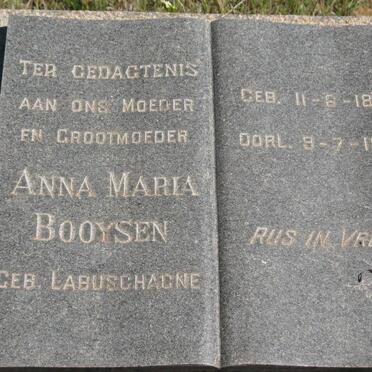 TER GEDAGTENIS
AAN ONS MOEDER
EN GROOTMOEDER
ANNA MARIA
BOOYSEN
GEB. LABUSCHAGNE
GEB. 11-6-18
OORL. 9-7-1
RUS IN VRE